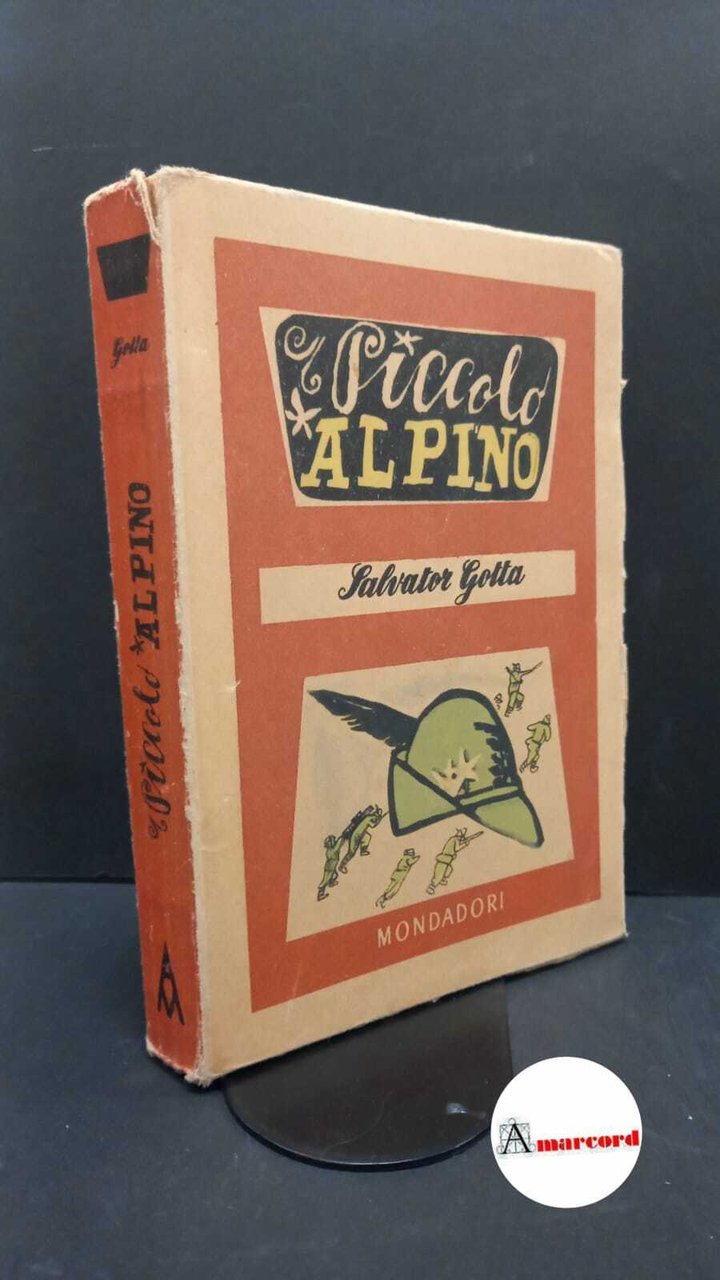 Gotta
Il Piccolo ALPINO
Il Piccolo
ALPINO
Salvator Gotta
MONDADORI
Amarcord